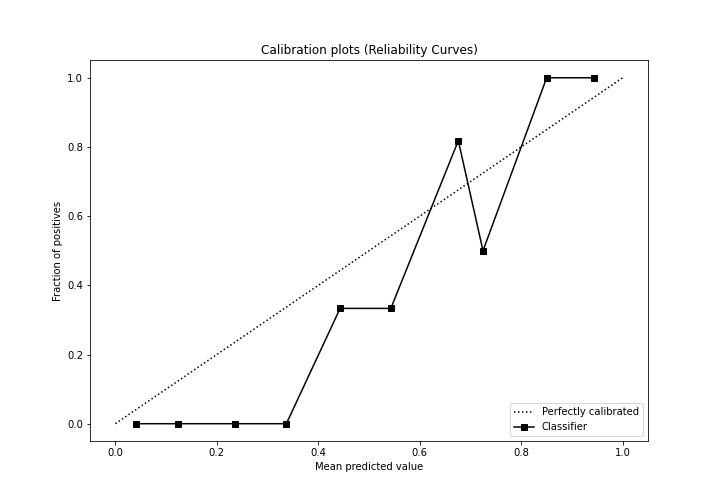 Calibration plots (Reliability Curves)
1.0
0.8
0.6
0.4
0.2
0.0
Fraction of positives
0.0 0.2 0.4 0.6 0.8 1.0
Mean predicted value
Perfectly calibrated
Classifier